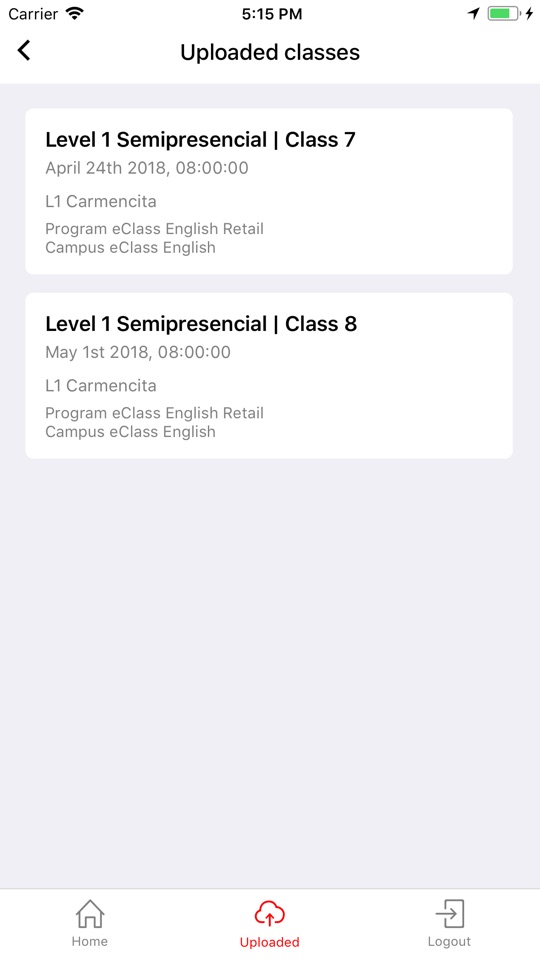 Carrier 5:15 PM
Uploaded classes
Level 1 Semipresencial | Class 7
April 24th 2018, 08:00:00
L1 Carmencita
Program eClass English Retail
Campus eClass English
Level 1 Semipresencial | Class 8
May 1st 2018, 08:00:00
L1 Carmencita
Program eClass English Retail
Campus eClass English
Home Uploaded Logout